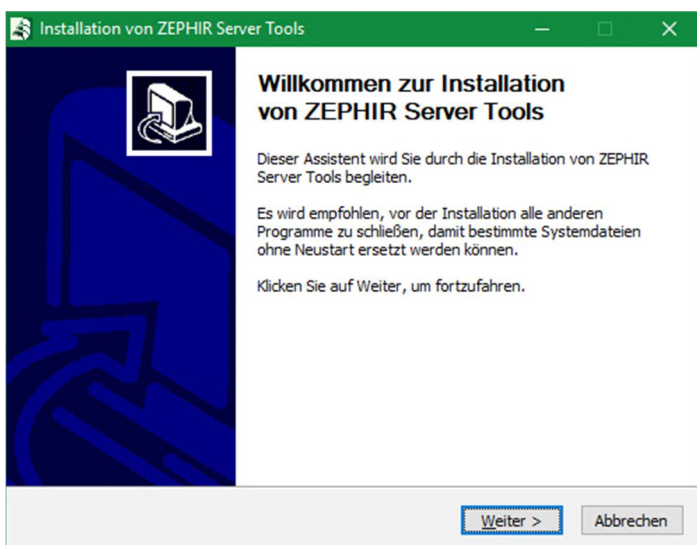 Installation von ZEPHIR Server Tools
Willkommen zur Installation
von ZEPHIR Server Tools
Dieser Assistent wird Sie durch die Installation von ZEPHIR
Server Tools begleiten.
Es wird empfohlen, vor der Installation alle anderen
Programme zu schließen, damit bestimmte Systemdateien
ohne Neustart ersetzt werden können.
Klicken Sie auf Weiter, um fortzufahren.
Weiter >
Abbrechen